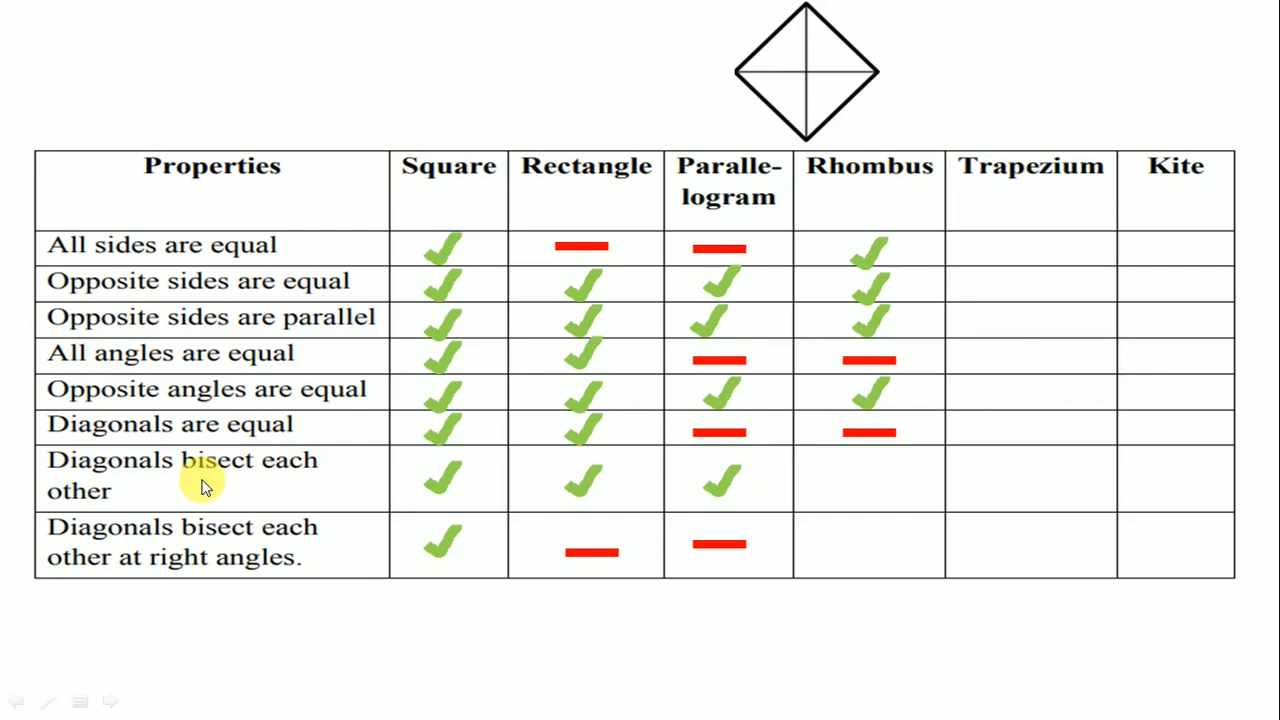 Properties Square Rectangle Paralle- Rhombus Trapezium Kite
logram
All sides are equal
Opposite sides are equal
Opposite sides are parallel
All angles are equal
Opposite angles are equal
Diagonals are equal
Diagonals bisect each
other
Diagonals bisect each
other at right angles.